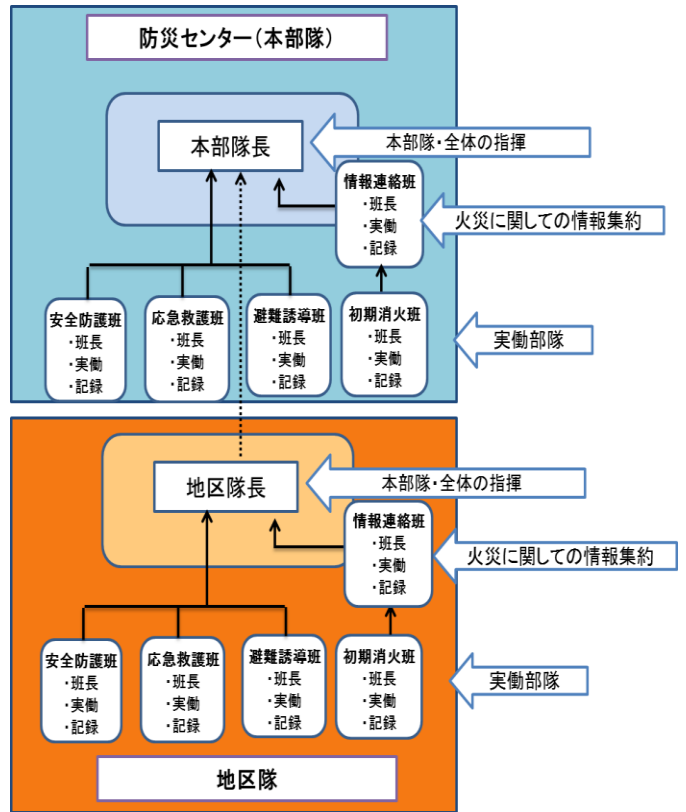 防災センター(本部隊)
本部隊長
本部隊・全体の指揮
情報連絡班
・班長
・実働
・記録
火災に関しての情報集約
安全防護班
・班長
・実働
・記録
応急救護班
・班長
・実働
・記録
避難誘導班
・班長
・実働
・記録
初期消火班
・班長
・実働
・記録
実働部隊
地区隊長
本部隊・全体の指揮
情報連絡班
・班長
・実働
・記録
火災に関しての情報集約
安全防護班
・班長
・実働
・記録
応急救護班
・班長
・実働
・記録
避難誘導班
・班長
・実働
・記録
初期消火班
・班長
・実働
・記録
実働部隊
地区隊